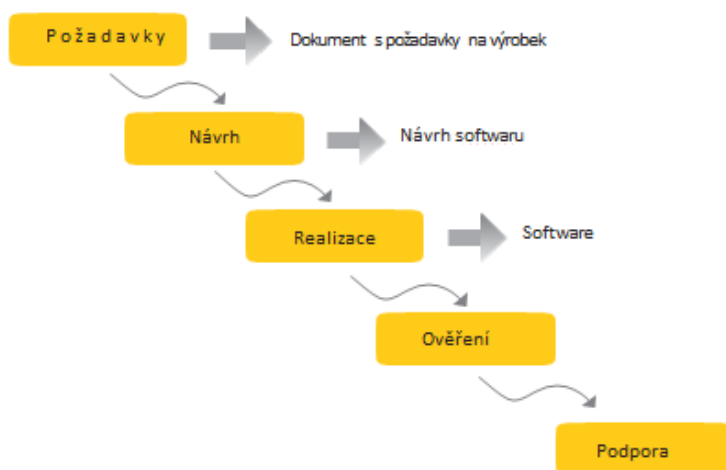 Požadavky
Dokument s požadavky na výrobek
Návrh
Návrh softwaru
Realizace
Software
Ověření
Podpora